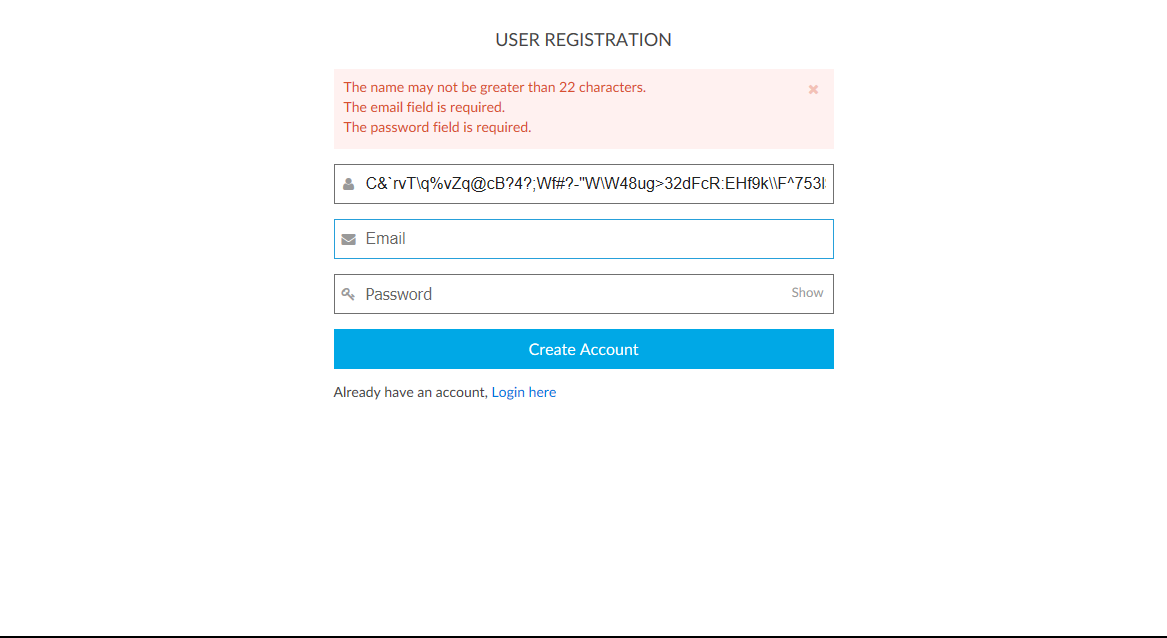 USER REGISTRATION
The name may not be greater than 22 characters.
The email field is required.
The password field is required.
C&`rvT\q%vZq@cB?4?;Wf#?-"W\W48ug>32dFcR:EHf9k\\F^753l
Email
Password
Show
Create Account
Already have an account, Login here